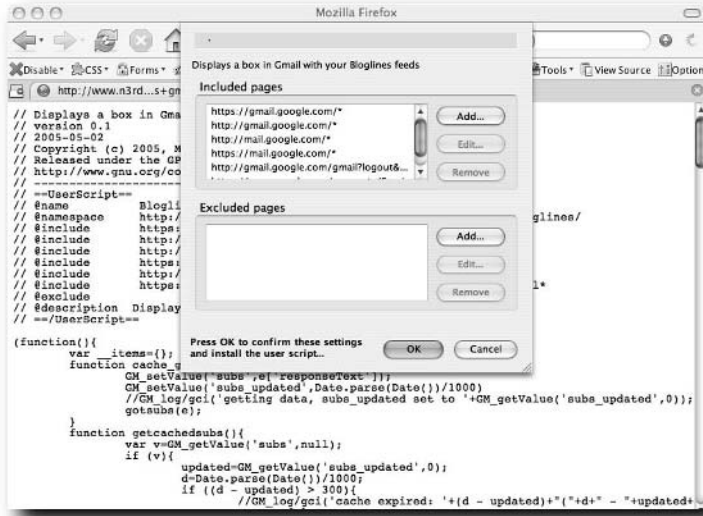 Mozilla Firefox
Disable CSS Forms Tools View Source Option
http://www.n3rd...s+gm
Displays a box in Gmail with your Bloglines feeds
Included pages
https://gmail.google.com/*
http://gmail.google.com/*
http://mail.google.com/*
https://mail.google.com/*
http://gmail.google.com/gmail?logout&...
Add...
Edit...
Remove
Excluded pages
Add...
Edit...
Remove
Press OK to confirm these settings
and install the user script...
OK Cancel
// Displays a box in Gma
// version 0.1
// 2005-05-02
// Copyright (c) 2005, M
// Released under the GP
// http://www.gnu.org/co
// --------------------
// ==UserScript==
// @name Blogli
// @namespace http:/ glines/
// @include https:
// @include http:/
// @include http:/
// @include https:
// @include http:/
// @include https: l*
// @exclude
// @description Display
// ==/UserScript==
(function(){
var __items={};
function cache_g
GM_setValue('subs',e['responseText']);
GM_setValue('subs_updated',Date.parse(Date())/1000)
//GM_log/gci('getting data, subs_updated set to '+GM_getValue('subs_updated',0));
gotsubs(e);
}
function getcachedsubs(){
var v=GM_getValue('subs',null);
if (v){
updated=GM_getValue('subs_updated',0);
d=Date.parse(Date())/1000;
if ((d - updated) > 300){
//GM_log/gci('cache expired: '+(d - updated)+"("+d+" - "+updated+